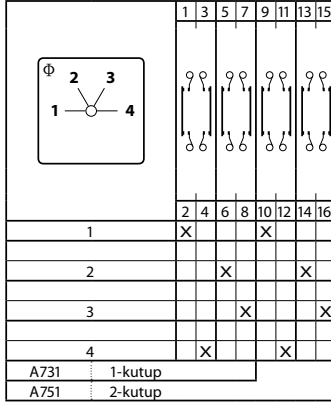 1 3 5 7 9 11 13 15
Φ
2 3
1 4
2 4 6 8 10 12 14 16
1 X X
2 X X
3 X X
4 X X
A731 1-kutup
A751 2-kutup